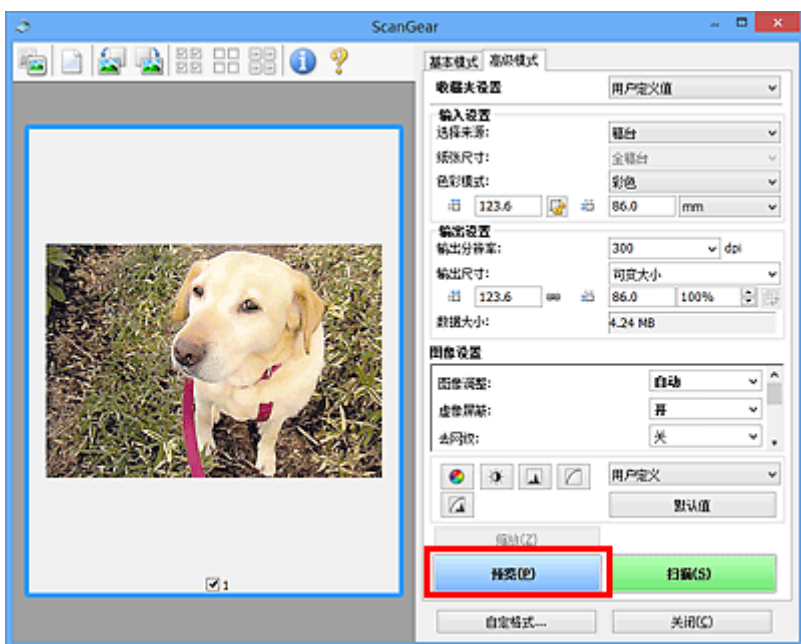 ScanGear
基本模式 高级模式
收藏夹设置 用户定义值
输入设置
选择来源: 稿台
纸张尺寸: 全稿台
色彩模式: 彩色
123.6 86.0 mm
输出设置
输出分辨率: 300 dpi
输出尺寸: 可变大小
123.6 86.0 100%
数据大小: 4.24 MB
图像设置
图像调整: 自动
虚像屏蔽: 开
去网纹: 关
用户定义
默认值
缩放(Z)
预览(P) 扫描(S)
1
自定格式... 关闭(C)